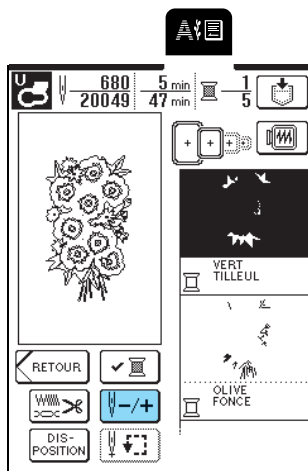 A
680 5 min 1
20049 47 min 5
VERT
TILLEUL
RETOUR
OLIVE
FONCE
-/+
DIS-
POSITION